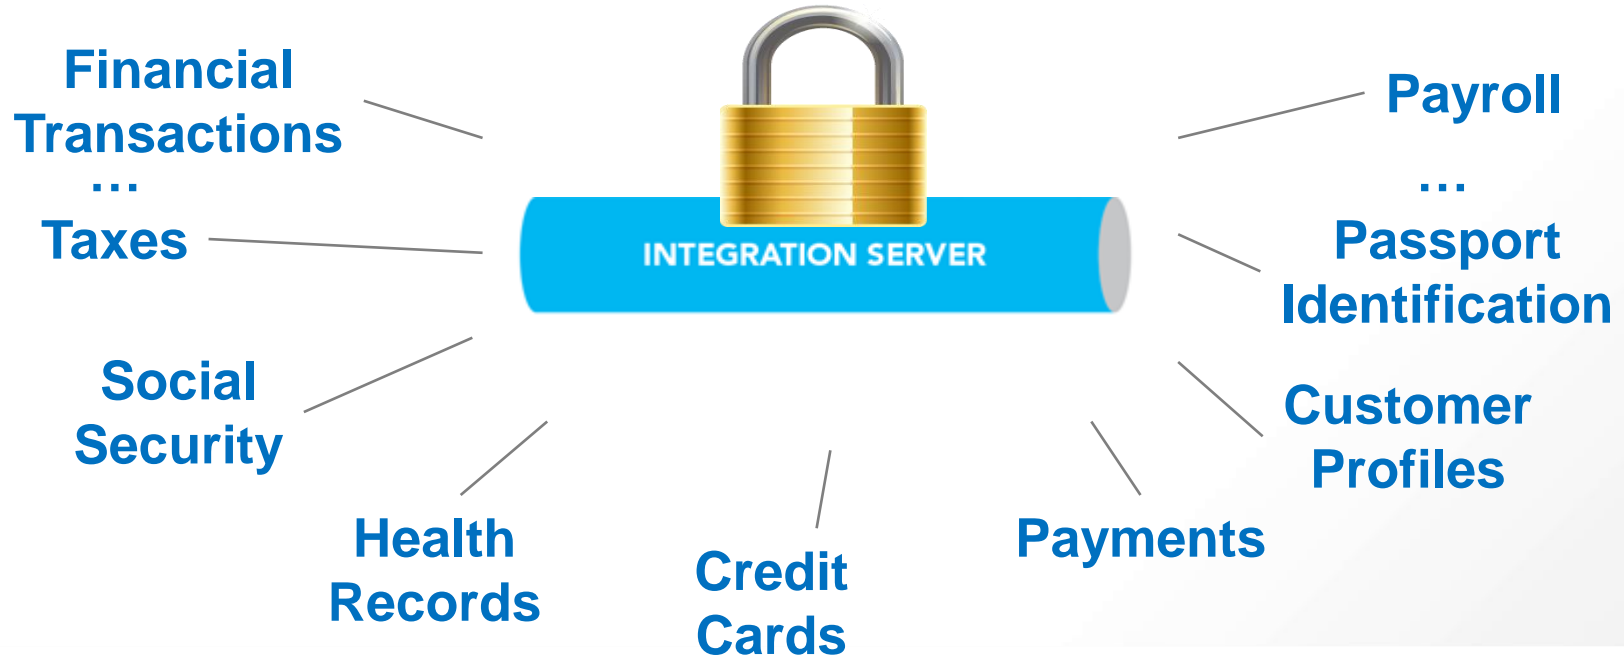 Financial
Transactions
...
Taxes
Social
Security
Health
Records
Credit
Cards
Payments
Customer
Profiles
Passport
Identification
...
Payroll
INTEGRATION SERVER